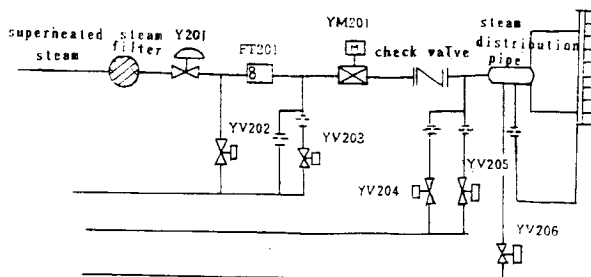 superheated
steam
steam
filter
Y201
FT201
YM201
M
check valve
steam
distribution
pipe
YV202
YV203
YV204
YV205
YV206